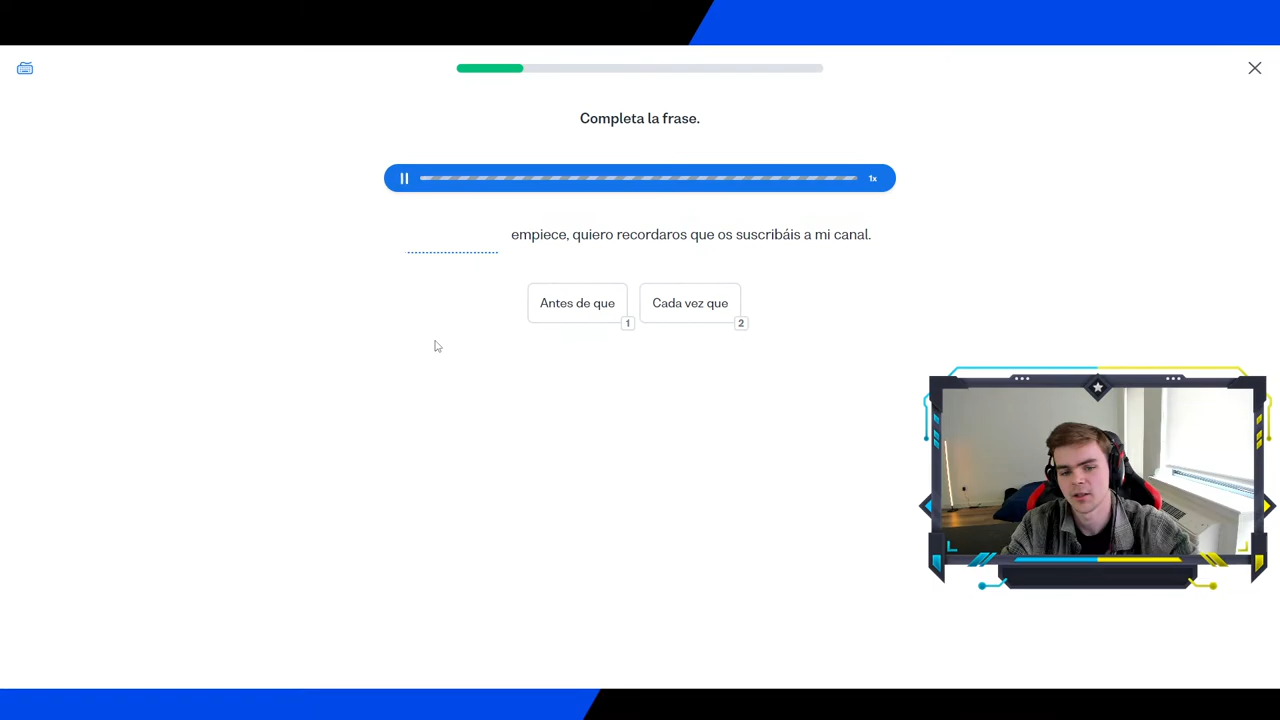 Completa la frase.
1x
empiece, quiero recordaros que os suscribáis a mi canal.
Antes de que
1
Cada vez que
2